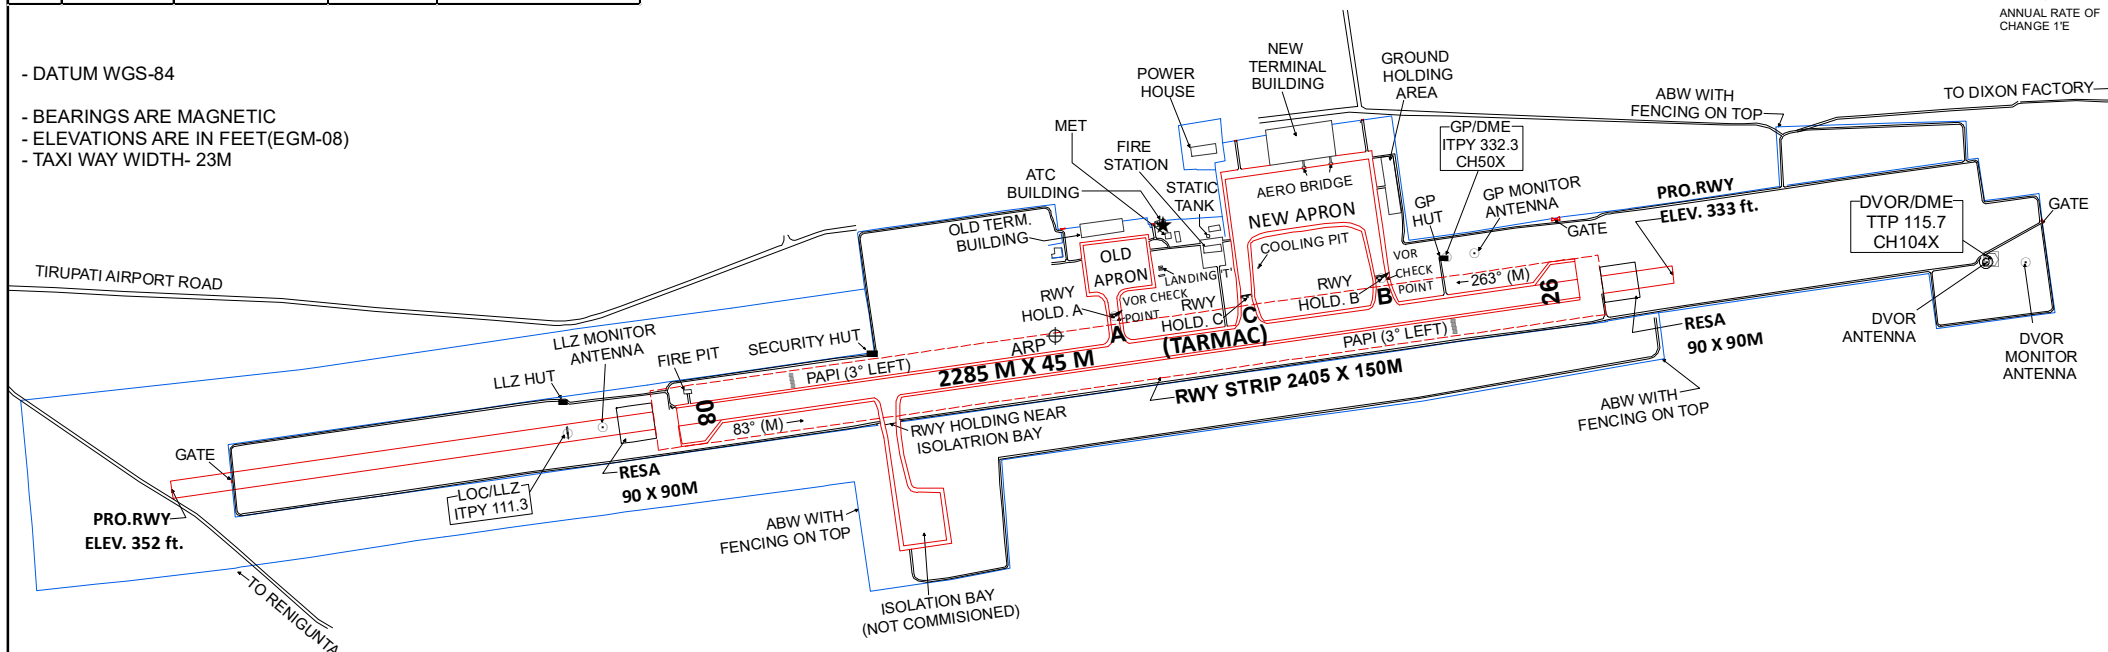 ANNUAL RATE OF
CHANGE 1'E
- DATUM WGS-84
- BEARINGS ARE MAGNETIC
- ELEVATIONS ARE IN FEET(EGM-08)
- TAXI WAY WIDTH- 23M
NEW
TERMINAL
BUILDING
GROUND
HOLDING
AREA
POWER
HOUSE
ABW WITH
FENCING ON TOP
TO DIXON FACTORY
MET
FIRE
STATION
GP/DME
ITPY 332.3
CH50X
ATC
BUILDING
STATIC
TANK
AERO BRIDGE
GP
HUT
GP MONITOR
ANTENNA
PRO.RWY
ELEV. 333 ft.
DVOR/DME
TTP 115.7
CH104X
GATE
OLD TERM.
BUILDING
NEW APRON
GATE
COOLING PIT
OLD
APRON
LANDING 'T'
VOR
CHECK
POINT
TIRUPATI AIRPORT ROAD
RWY
HOLD. A
VOR CHECK
POINT
RWY
HOLD. C
RWY
HOLD. B
B
263° (M)
26
A
C
(TARMAC)
ARP
PAPI (3° LEFT)
RESA
90 X 90M
DVOR
ANTENNA
DVOR
MONITOR
ANTENNA
LLZ MONITOR
ANTENNA
FIRE PIT
SECURITY HUT
LLZ HUT
PAPI (3° LEFT)
2285 M X 45 M
RWY STRIP 2405 X 150M
ABW WITH
FENCING ON TOP
08
83° (M)
RWY HOLDING NEAR
ISOLATRION BAY
GATE
RESA
90 X 90M
LOC/LLZ
ITPY 111.3
PRO.RWY
ELEV. 352 ft.
ABW WITH
FENCING ON TOP
TO RENIGUNTA
ISOLATION BAY
(NOT COMMISIONED)